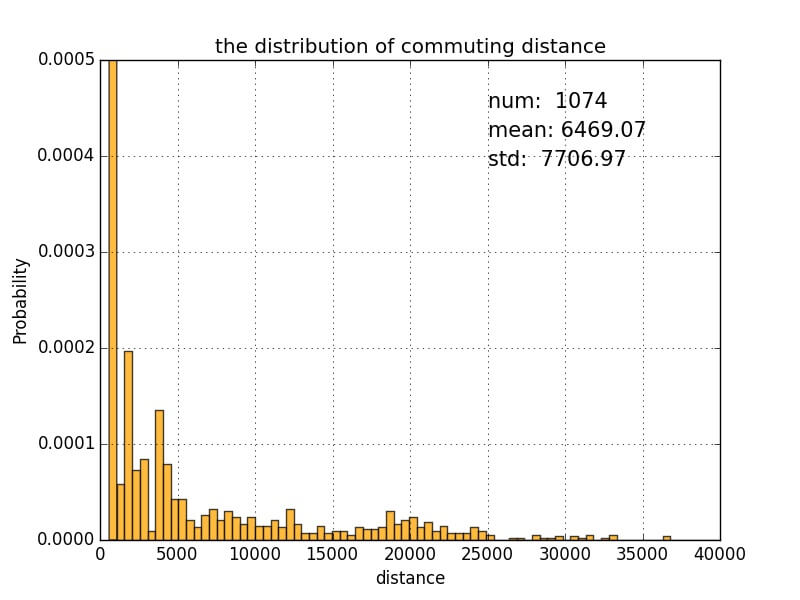 the distribution of commuting distance
num: 1074
mean: 6469.07
std: 7706.97
0.0005
0.0004
0.0003
0.0002
0.0001
0.0000
Probability
0 5000 10000 15000 20000 25000 30000 35000 40000
distance